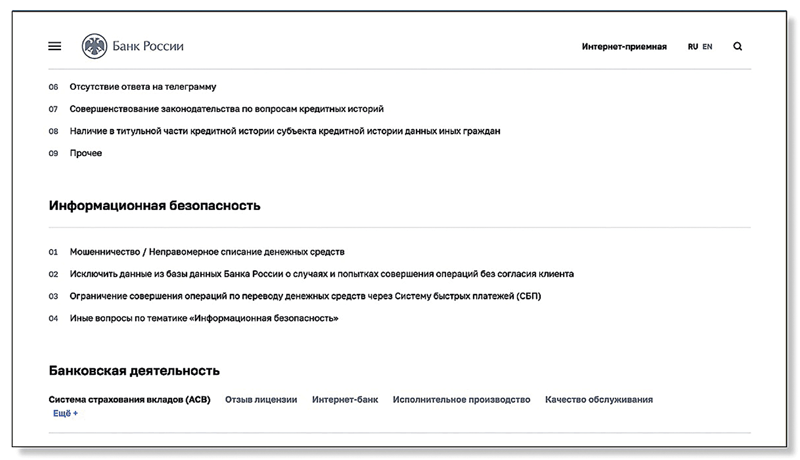 Банк России
Интернет-приемная RU EN
06 Отсутствие ответа на телеграмму
07 Совершенствование законодательства по вопросам кредитных историй
08 Наличие в титульной части кредитной истории субъекта кредитной истории данных иных граждан
09 Прочее
Информационная безопасность
01 Мошенничество / Неправомерное списание денежных средств
02 Исключить данные из базы данных Банка России о случаях и попытках совершения операций без согласия клиента
03 Ограничение совершения операций по переводу денежных средств через Систему быстрых платежей (СБП)
04 Иные вопросы по тематике «Информационная безопасность»
Банковская деятельность
Система страхования вкладов (АСВ) Отзыв лицензии Интернет-банк Исполнительное производство Качество обслуживания
Ещё +